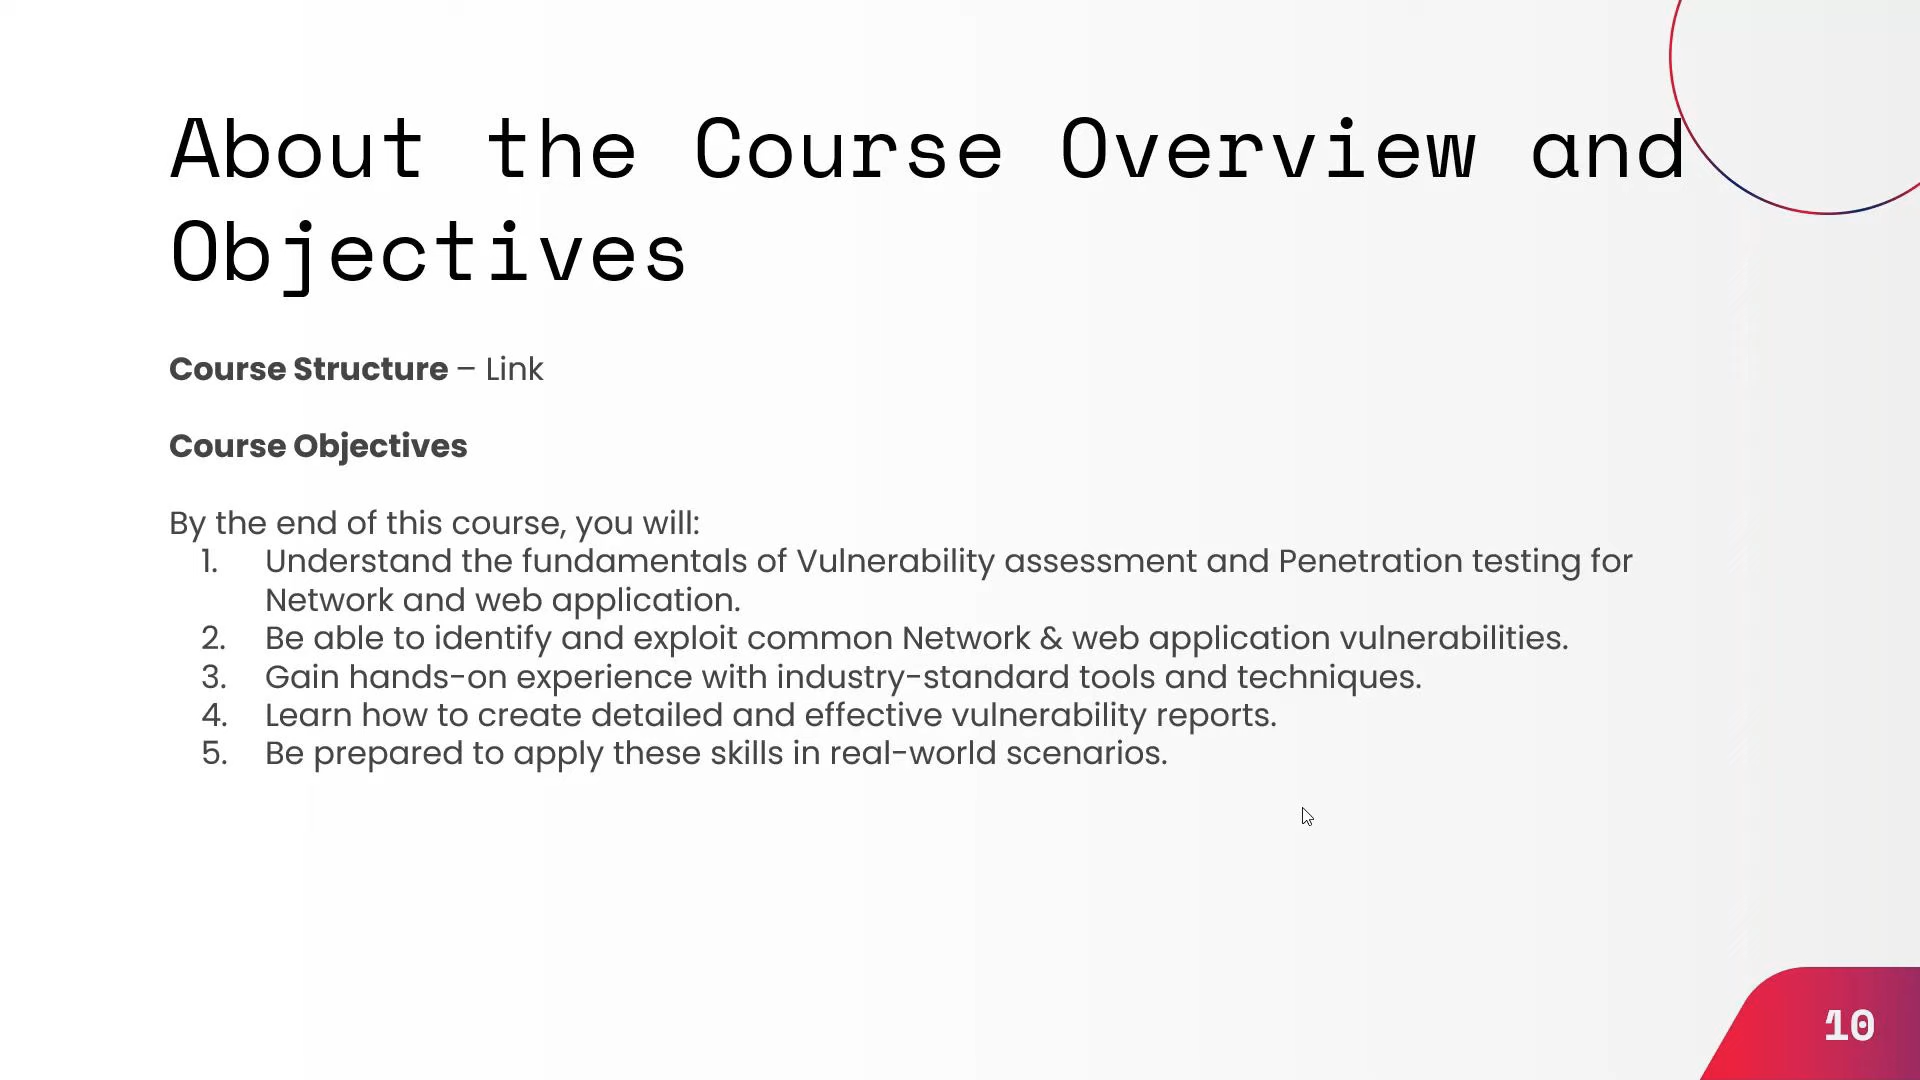 About the Course Overview and
Objectives
Course Structure – Link
Course Objectives
By the end of this course, you will:
1. Understand the fundamentals of Vulnerability assessment and Penetration testing for
Network and web application.
2. Be able to identify and exploit common Network & web application vulnerabilities.
3. Gain hands-on experience with industry-standard tools and techniques.
4. Learn how to create detailed and effective vulnerability reports.
5. Be prepared to apply these skills in real-world scenarios.
10